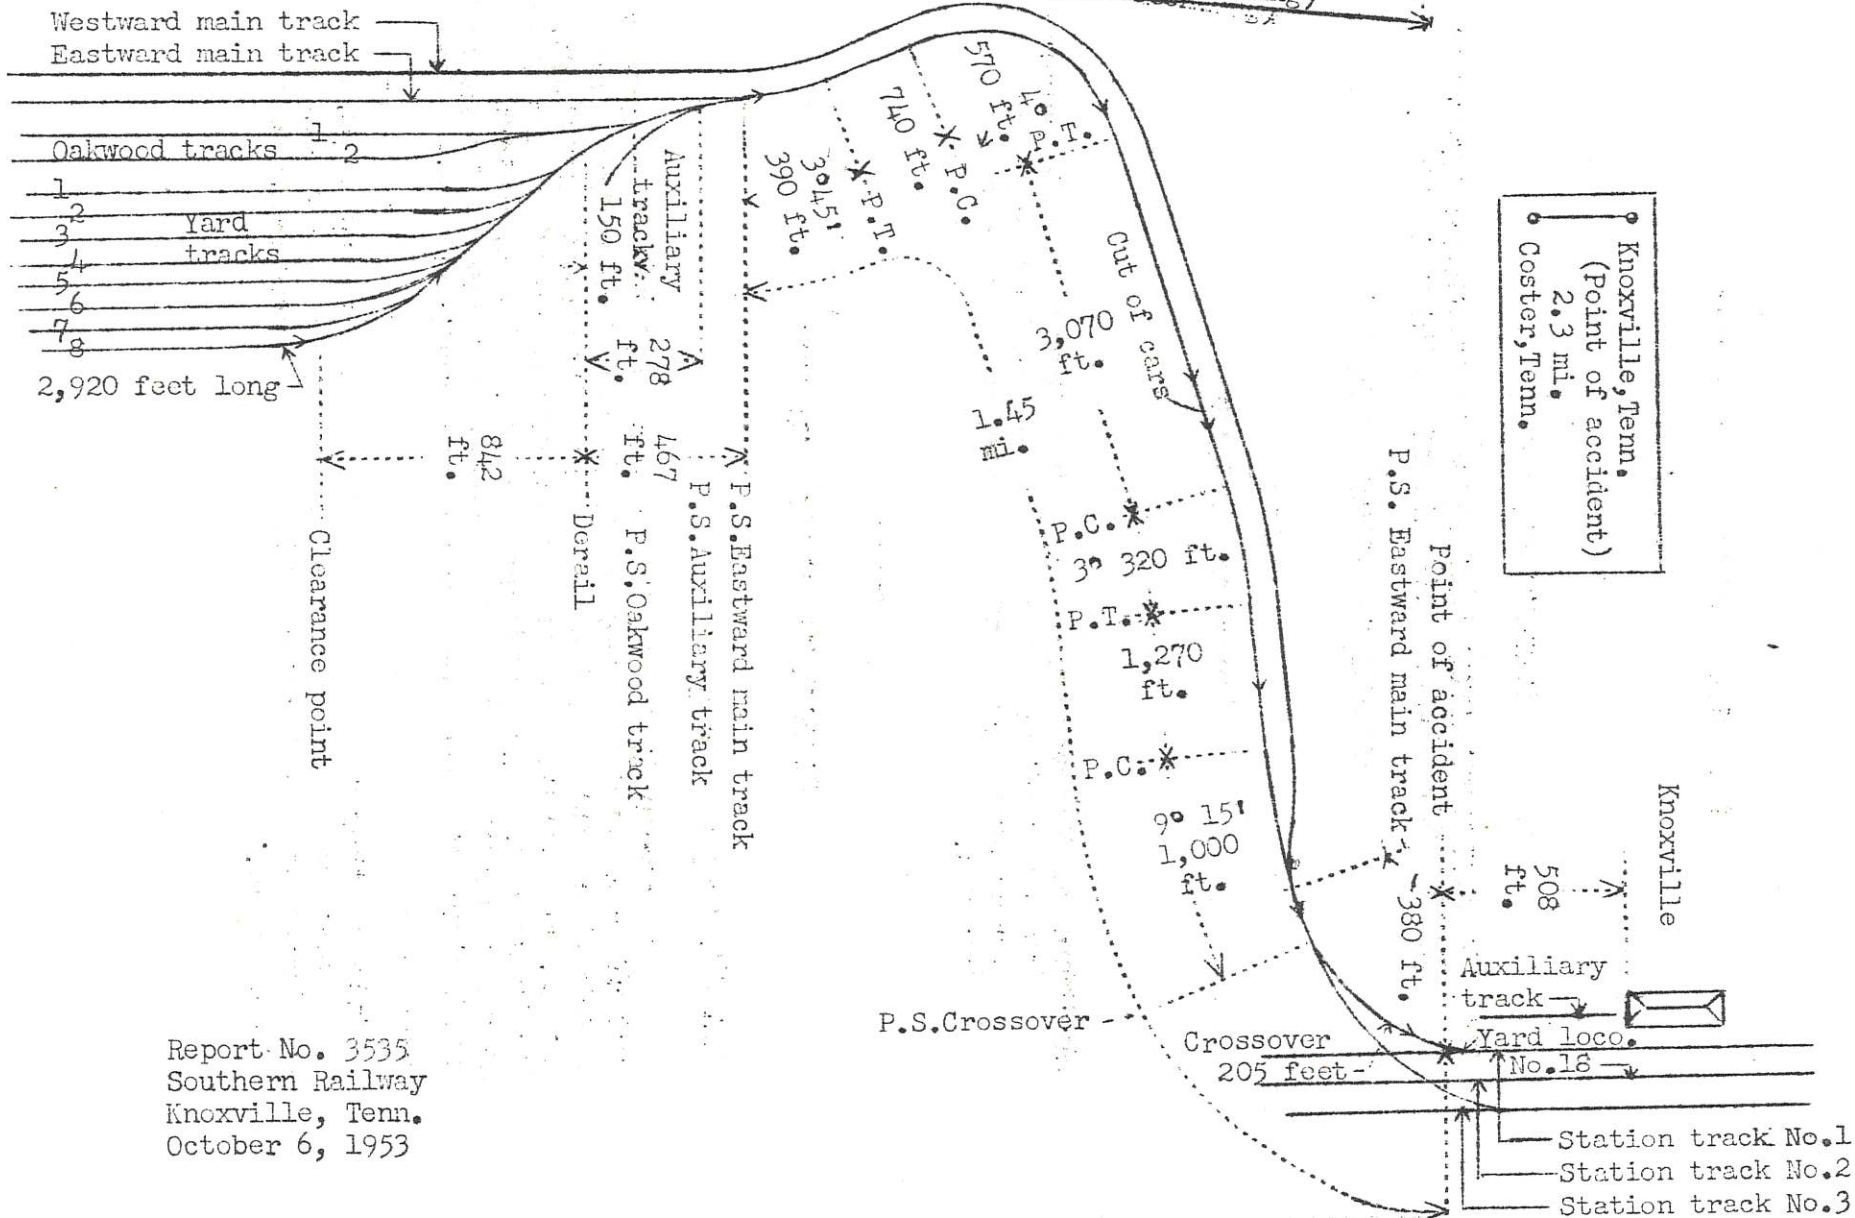 Westward main track
Eastward main track
Oakwood tracks
1
2
1
2
3
4
5
6
7
8
Yard
tracks
2,920 feet long
Auxiliary
track
150 ft.
278
ft.
842
ft.
467
ft.
Clearance point
Derail
P.S.Oakwood track
P.S.Auxiliary track
P.S.Eastward main track
3°45'
390 ft.
P.T.
740 ft.
P.C.
570 ft.
4°
P.T.
Cut of cars
3,070
ft.
1.45
mi.
P.C.
3° 320 ft.
P.T.
1,270
ft.
P.C.
9° 15'
1,000
ft.
P.S.Crossover
Knoxville,Tenn.
(Point of accident)
2.3 mi.
Coster,Tenn.
P.S. Eastward main track
Point of accident
380 ft.
508
ft.
Knoxville
Auxiliary
track
Yard loco.
No.18
Crossover
205 feet
Station track No.1
Station track No.2
Station track No.3
Report No. 3535
Southern Railway
Knoxville, Tenn.
October 6, 1953